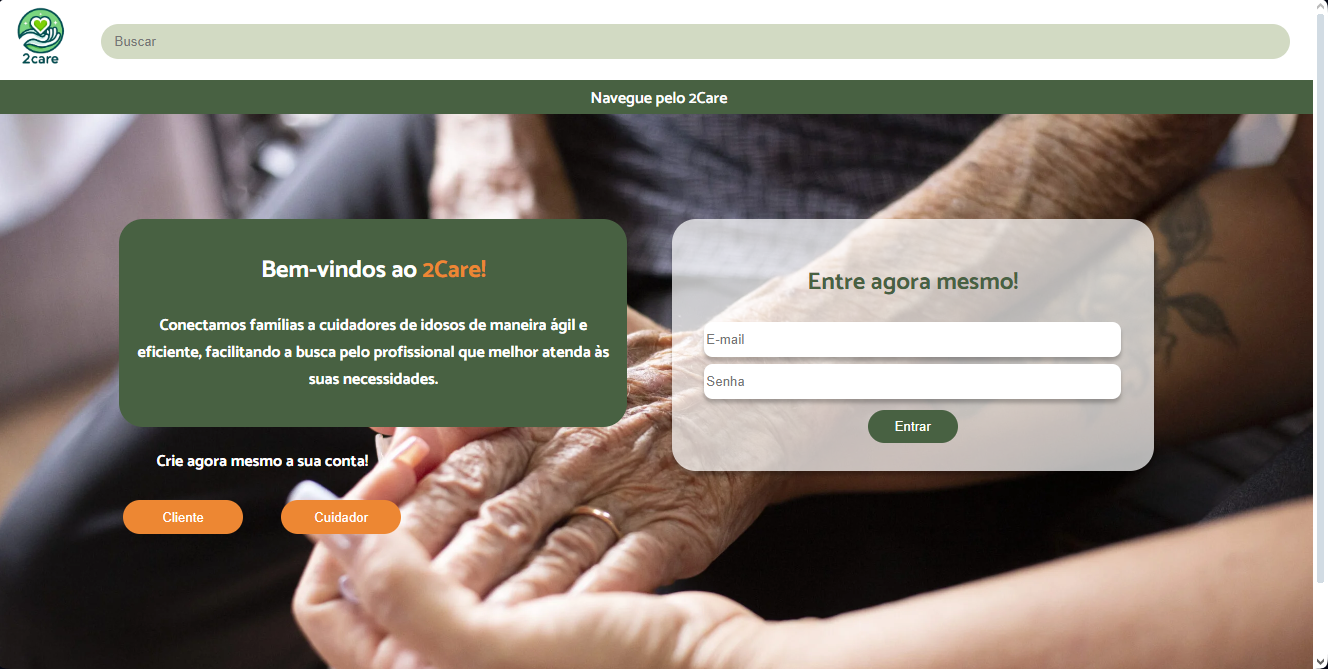 2care
Buscar
Navegue pelo 2Care
Bem-vindos ao 2Care!
Conectamos famílias a cuidadores de idosos de maneira ágil e
eficiente, facilitando a busca pelo profissional que melhor atenda às
suas necessidades.
Crie agora mesmo a sua conta!
Cliente
Cuidador
Entre agora mesmo!
E-mail
Senha
Entrar